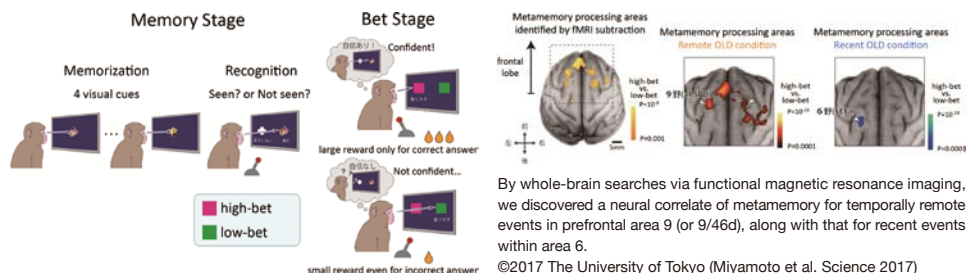 Memory Stage
Bet Stage
Memorization
4 visual cues
Recognition
Seen? or Not seen?
自信あり!
Confident!
large reward only for correct answer
自信なし
?
Not confident...
small reward even for incorrect answer
high-bet
low-bet
Metamemory processing areas
identified by fMRI subtraction
frontal
lobe
high-bet
vs.
low-bet
P=0.001
5mm
前
左
右
後
Metamemory processing areas
Remote OLD condition
high-bet
vs.
low-bet
P=0.0001
Metamemory processing areas
Recent OLD condition
high-bet
vs.
low-bet
By whole-brain searches via functional magnetic resonance imaging,
we discovered a neural correlate of metamemory for temporally remote
events in prefrontal area 9 (or 9/46d), along with that for recent events
within area 6.
©2017 The University of Tokyo (Miyamoto et al. Science 2017)